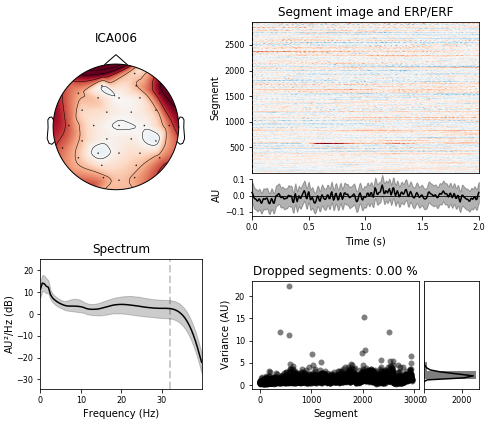 ICA006
Segment image and ERP/ERF
Segment
2500
2000
1500
1000
500
AU
0.1
0.0
−0.1
0.0 0.5 1.0 1.5 2.0
Time (s)
Spectrum
AU²/Hz (dB)
20
10
0
−10
−20
−30
0 10 20 30
Frequency (Hz)
Dropped segments: 0.00 %
Variance (AU)
20
15
10
5
0
0 1000 2000 3000
Segment
0 2000